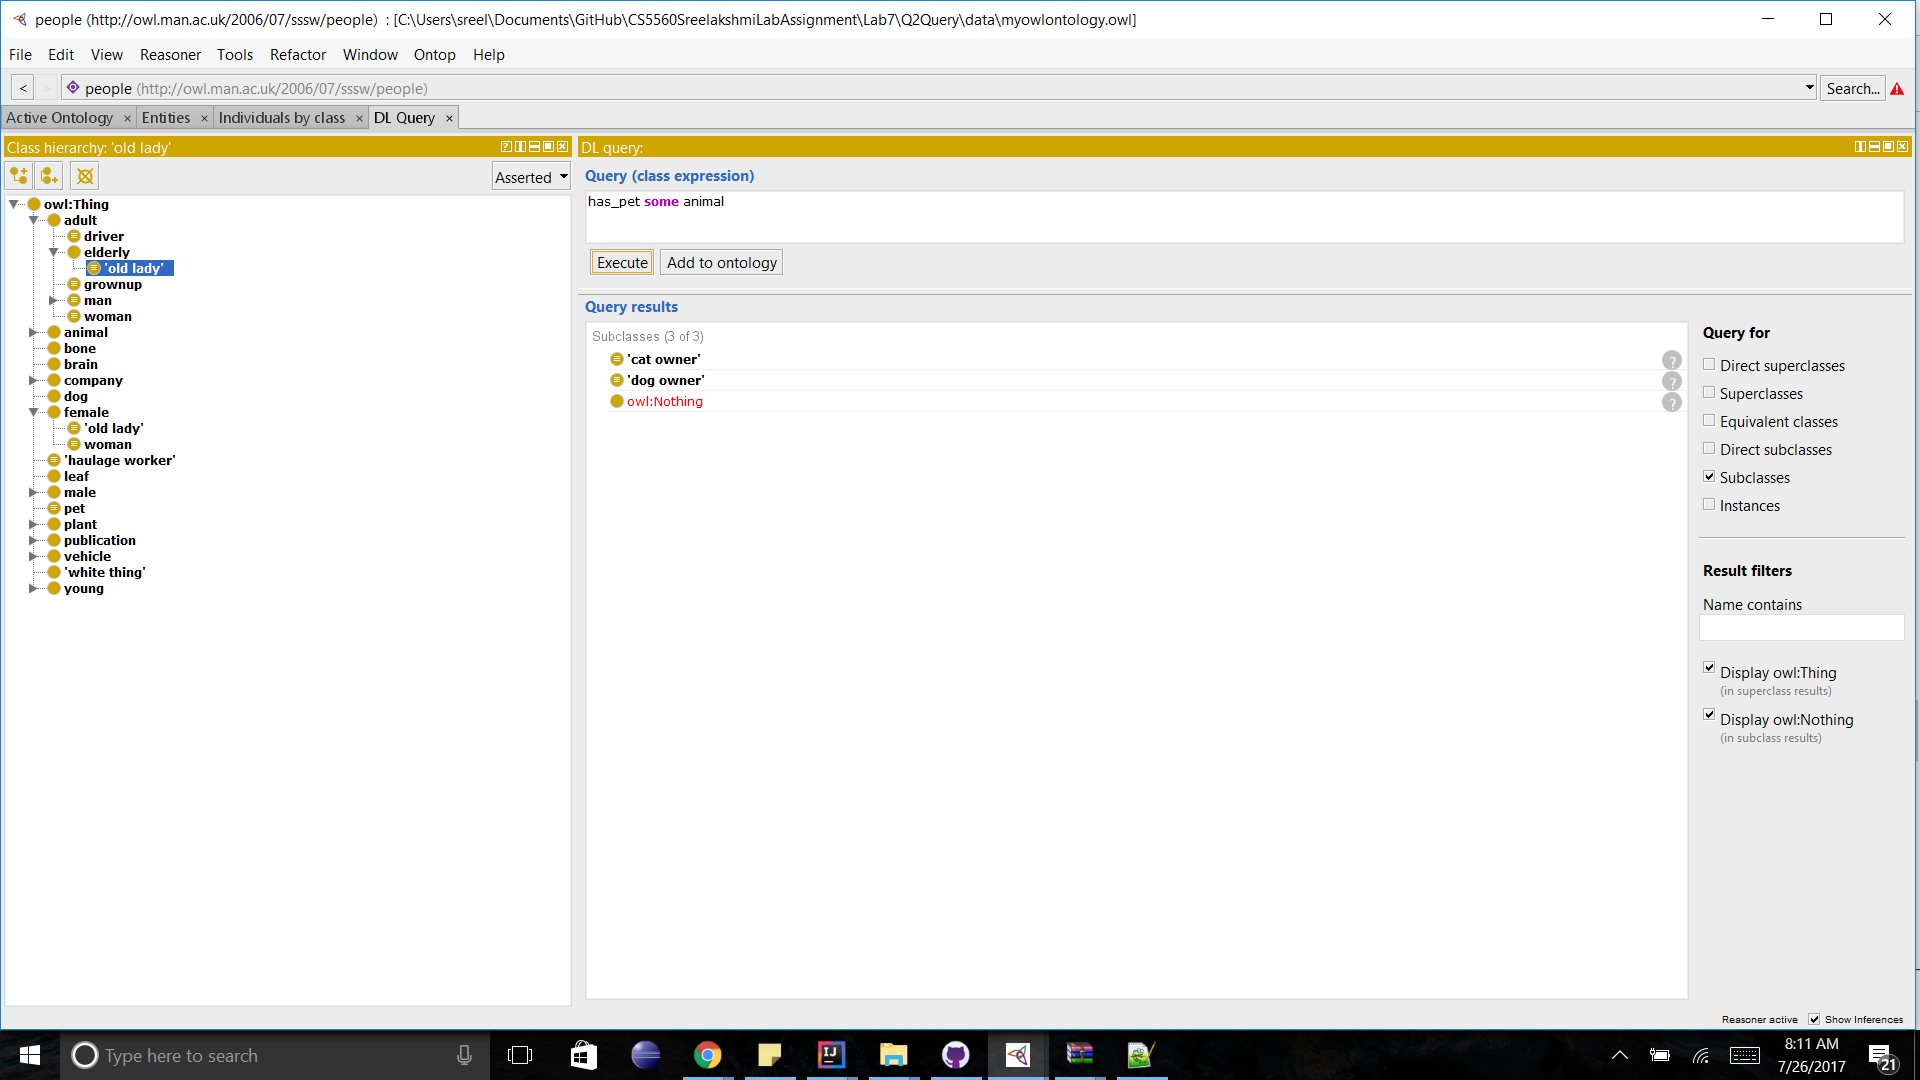 people (http://owl.man.ac.uk/2006/07/sssw/people) : [C:\Users\sreel\Documents\GitHub\CS5560SreelakshmiLabAssignment\Lab7\Q2Query\data\myowlontology.owl]
File Edit View Reasoner Tools Refactor Window Ontop Help
< > people (http://owl.man.ac.uk/2006/07/sssw/people) Search...
Active Ontology × Entities × Individuals by class × DL Query ×
Class hierarchy: 'old lady'
Asserted
owl:Thing
adult
driver
elderly
'old lady'
grownup
man
woman
animal
bone
brain
company
dog
female
'old lady'
woman
'haulage worker'
leaf
male
pet
plant
publication
vehicle
'white thing'
young
DL query:
Query (class expression)
has_pet some animal
Execute Add to ontology
Query results
Subclasses (3 of 3)
'cat owner' ?
'dog owner' ?
owl:Nothing ?
Query for
Direct superclasses
Superclasses
Equivalent classes
Direct subclasses
Subclasses
Instances
Result filters
Name contains
Display owl:Thing
(in superclass results)
Display owl:Nothing
(in subclass results)
Reasoner active Show Inferences
Type here to search
IJ
8:11 AM
7/26/2017
21